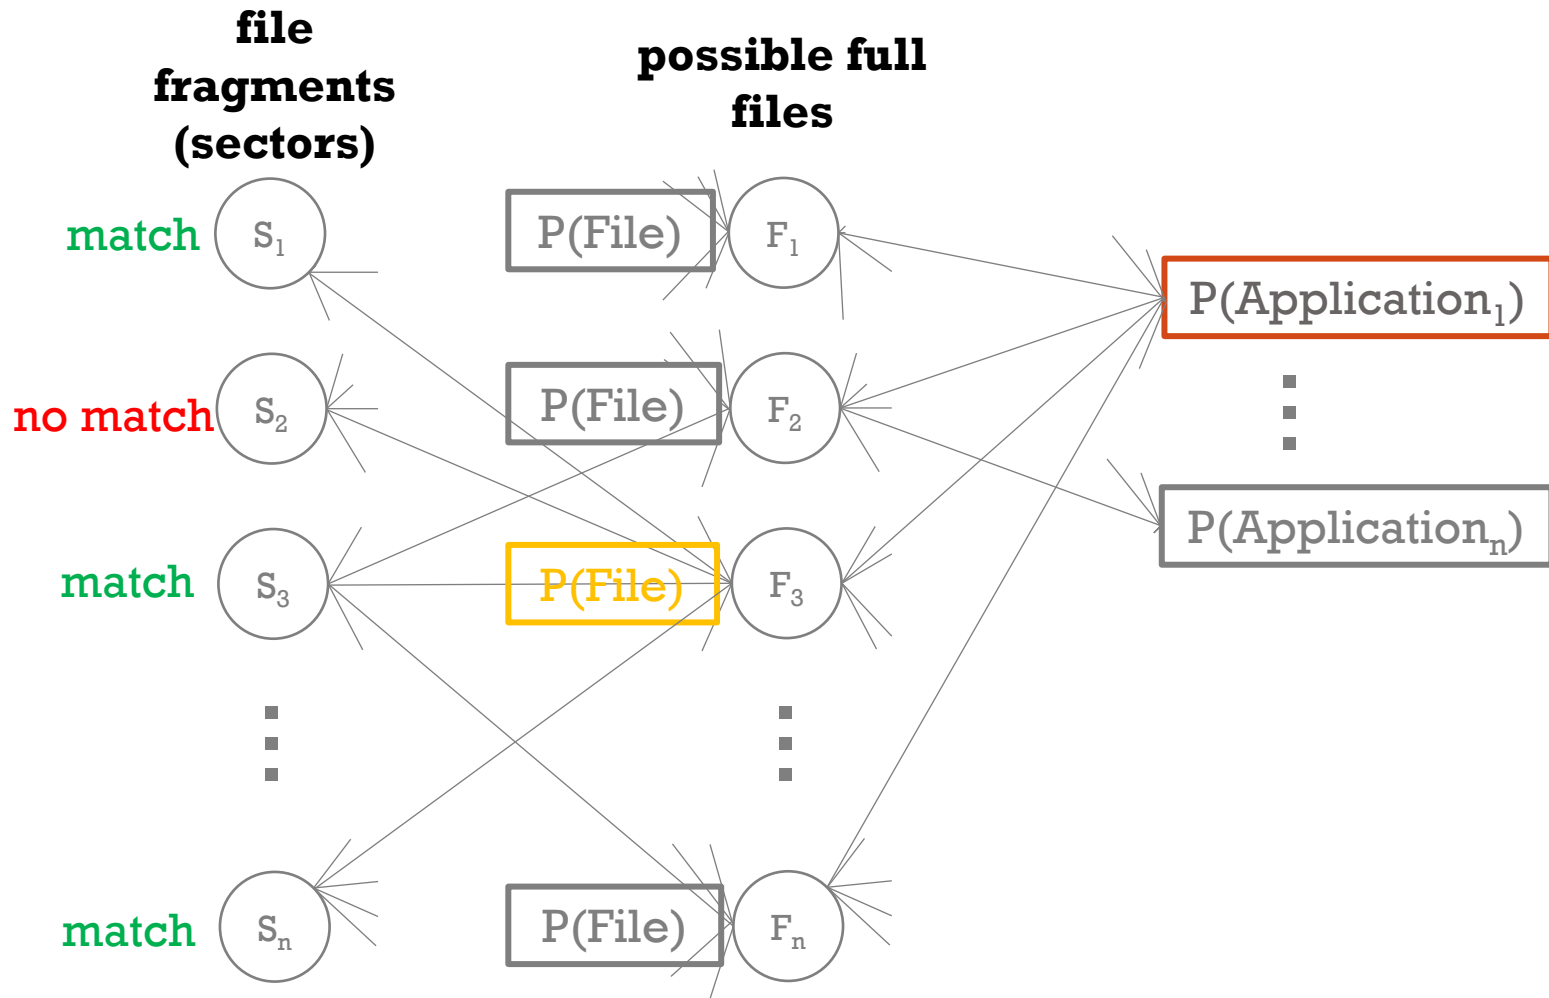 file
fragments
(sectors)
possible full
files
match
S₁
P(File)
F₁
P(Application₁)
no match
S₂
P(File)
F₂
P(Applicationₙ)
match
S₃
P(File)
F₃
match
Sₙ
P(File)
Fₙ